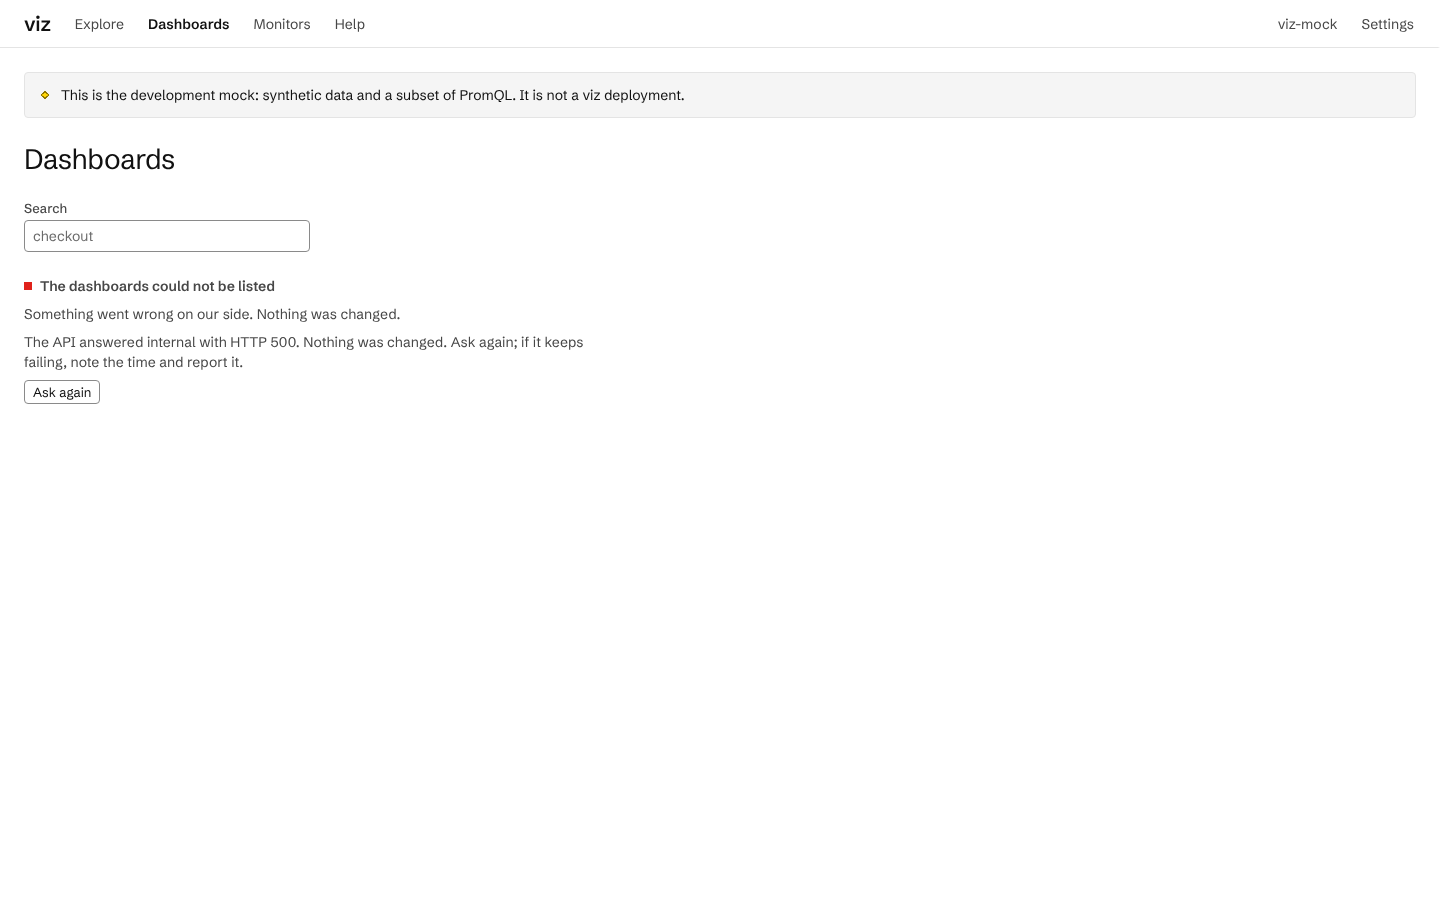 viz Explore Dashboards Monitors Help viz-mock Settings
This is the development mock: synthetic data and a subset of PromQL. It is not a viz deployment.
Dashboards
Search
checkout
The dashboards could not be listed
Something went wrong on our side. Nothing was changed.
The API answered internal with HTTP 500. Nothing was changed. Ask again; if it keeps
failing, note the time and report it.
Ask again